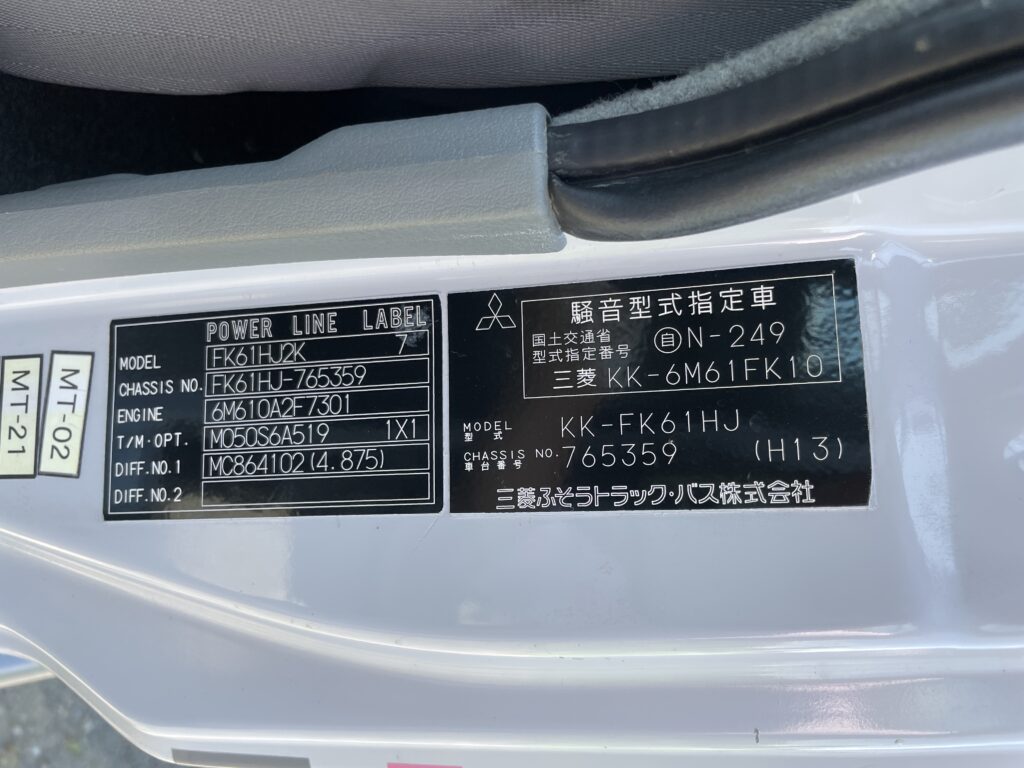 POWER LINE LABEL
7
MODEL FK61HJ2K
CHASSIS NO. FK61HJ-765359
ENGINE 6M610A2F7301
T/M·OPT. M050S6A519 1X1
DIFF.NO.1 MC864102(4.875)
DIFF.NO.2
騒音型式指定車
国土交通省
型式指定番号 自N-249
三菱 KK-6M61FK10
MODEL
型式 KK-FK61HJ
CHASSIS NO.
車台番号 765359 (H13)
三菱ふそうトラック・バス株式会社
MT-02
MT-21